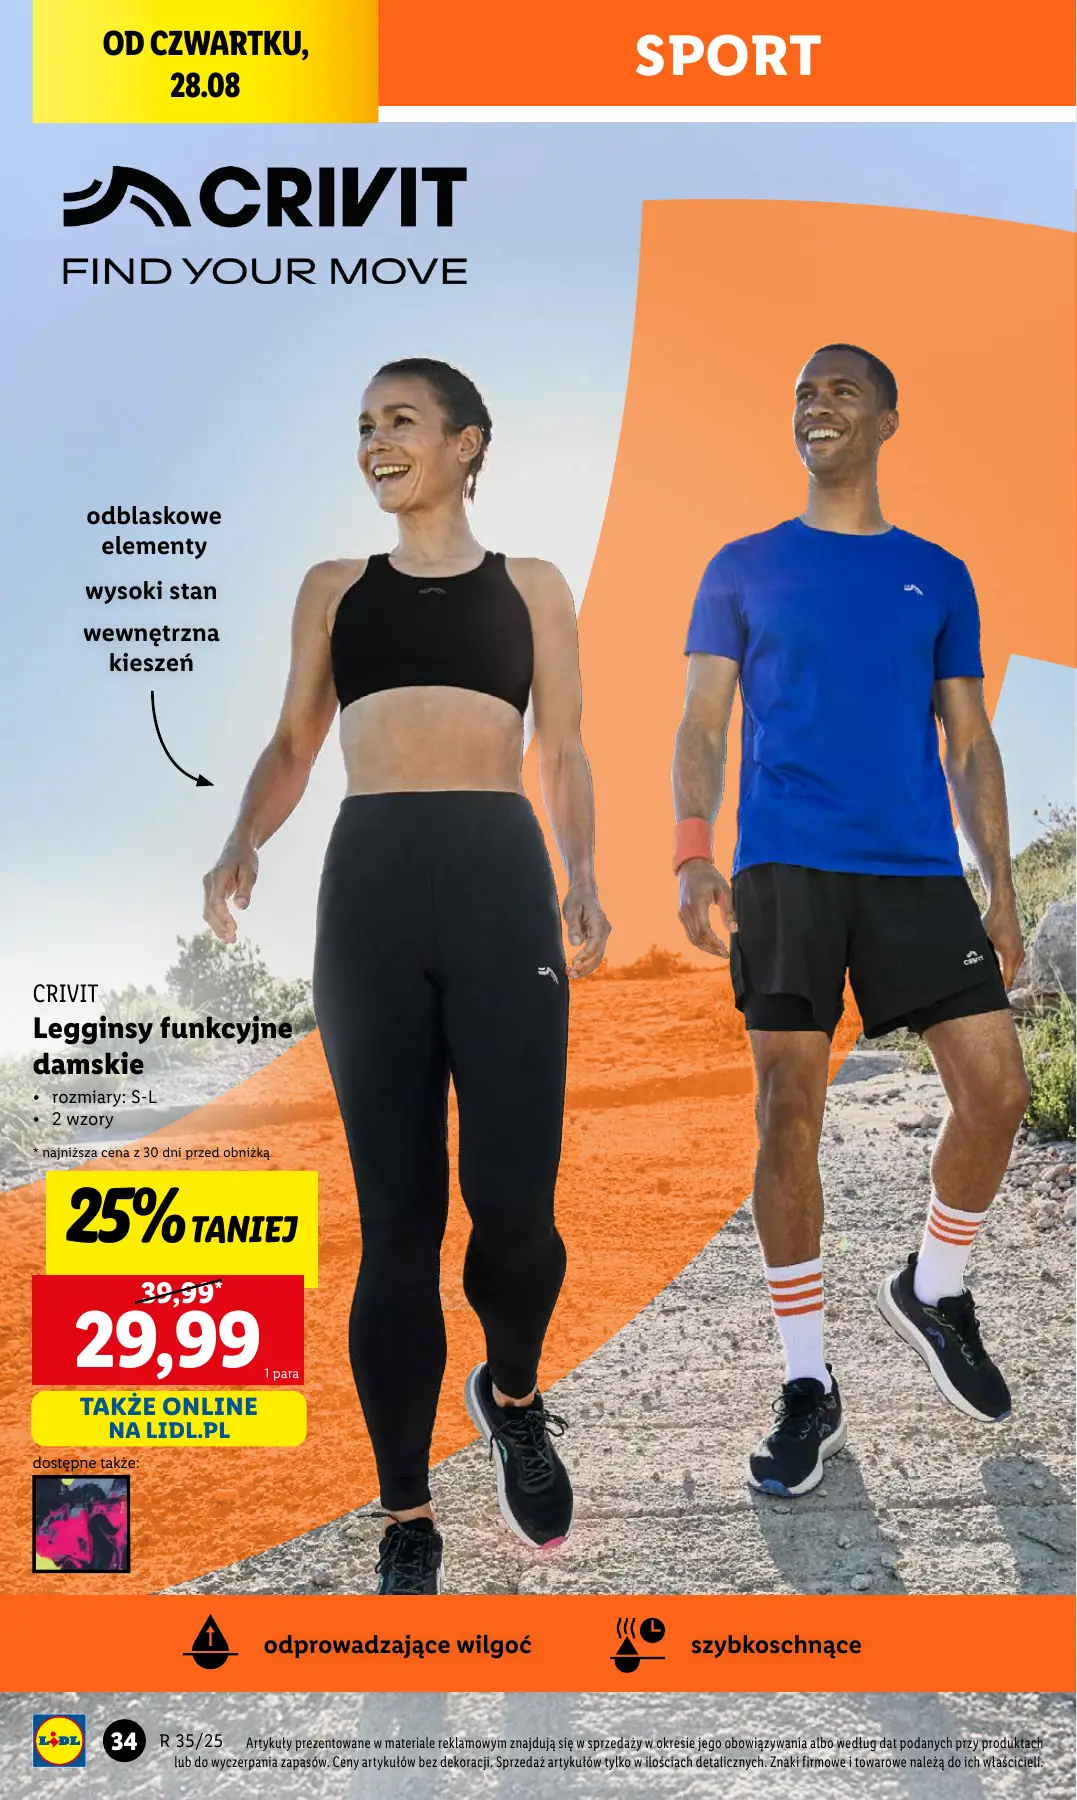 OD CZWARTKU,
28.08
SPORT
CRIVIT
FIND YOUR MOVE
odblaskowe
elementy
wysoki stan
wewnętrzna
kieszeń
CRIVIT
CRIVIT
Legginsy funkcyjne
damskie
• rozmiary: S-L
• 2 wzory
* najniższa cena z 30 dni przed obniżką
25% TANIEJ
39,99*
29,99
1 para
TAKŻE ONLINE
NA LIDL.PL
dostępne także:
odprowadzające wilgoć
szybkoschnące
LIDL
34
R 35/25
Artykuły prezentowane w materiale reklamowym znajdują się w sprzedaży w okresie jego obowiązywania albo według dat podanych przy produktach
lub do wyczerpania zapasów. Ceny artykułów bez dekoracji. Sprzedaż artykułów tylko w ilościach detalicznych. Znaki firmowe i towarowe należą do ich właścicieli.